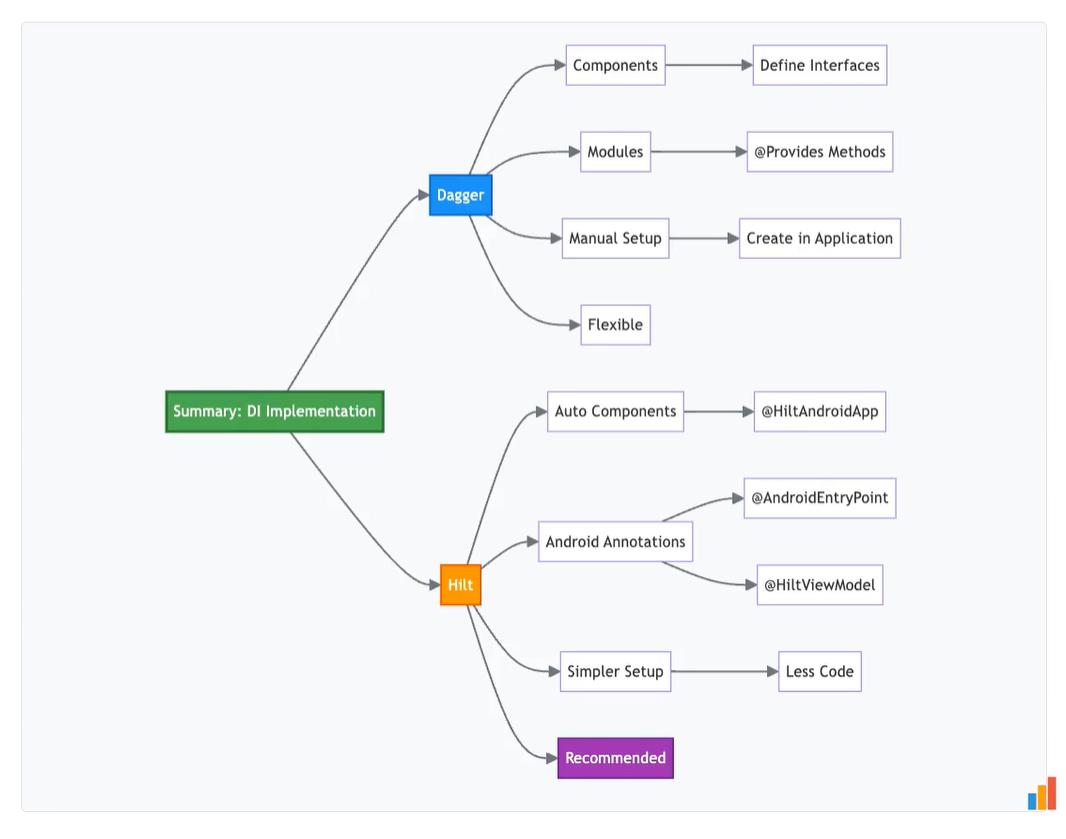 Components
Define Interfaces
Modules
@Provides Methods
Dagger
Manual Setup
Create in Application
Flexible
Summary: DI Implementation
Auto Components
@HiltAndroidApp
@AndroidEntryPoint
Android Annotations
Hilt
@HiltViewModel
Simpler Setup
Less Code
Recommended